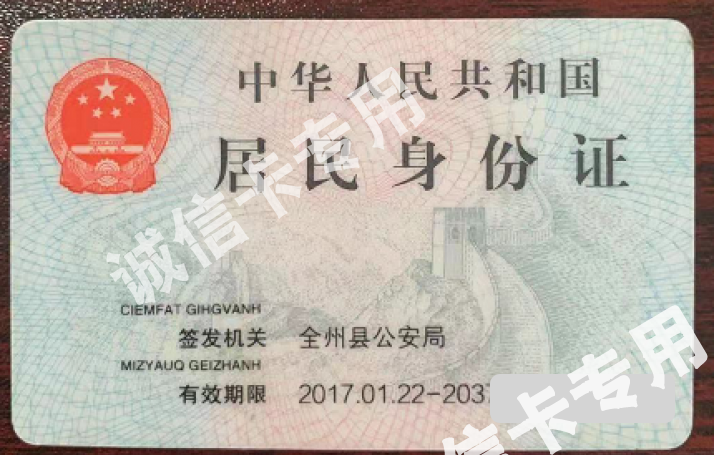 中华人民共和国
居民身份证
诚信卡专用
CIEMFAT GIHGVANH
签发机关 全州县公安局
MIZYAUQ GEIZHANH
有效期限 2017.01.22-2037
信卡专用